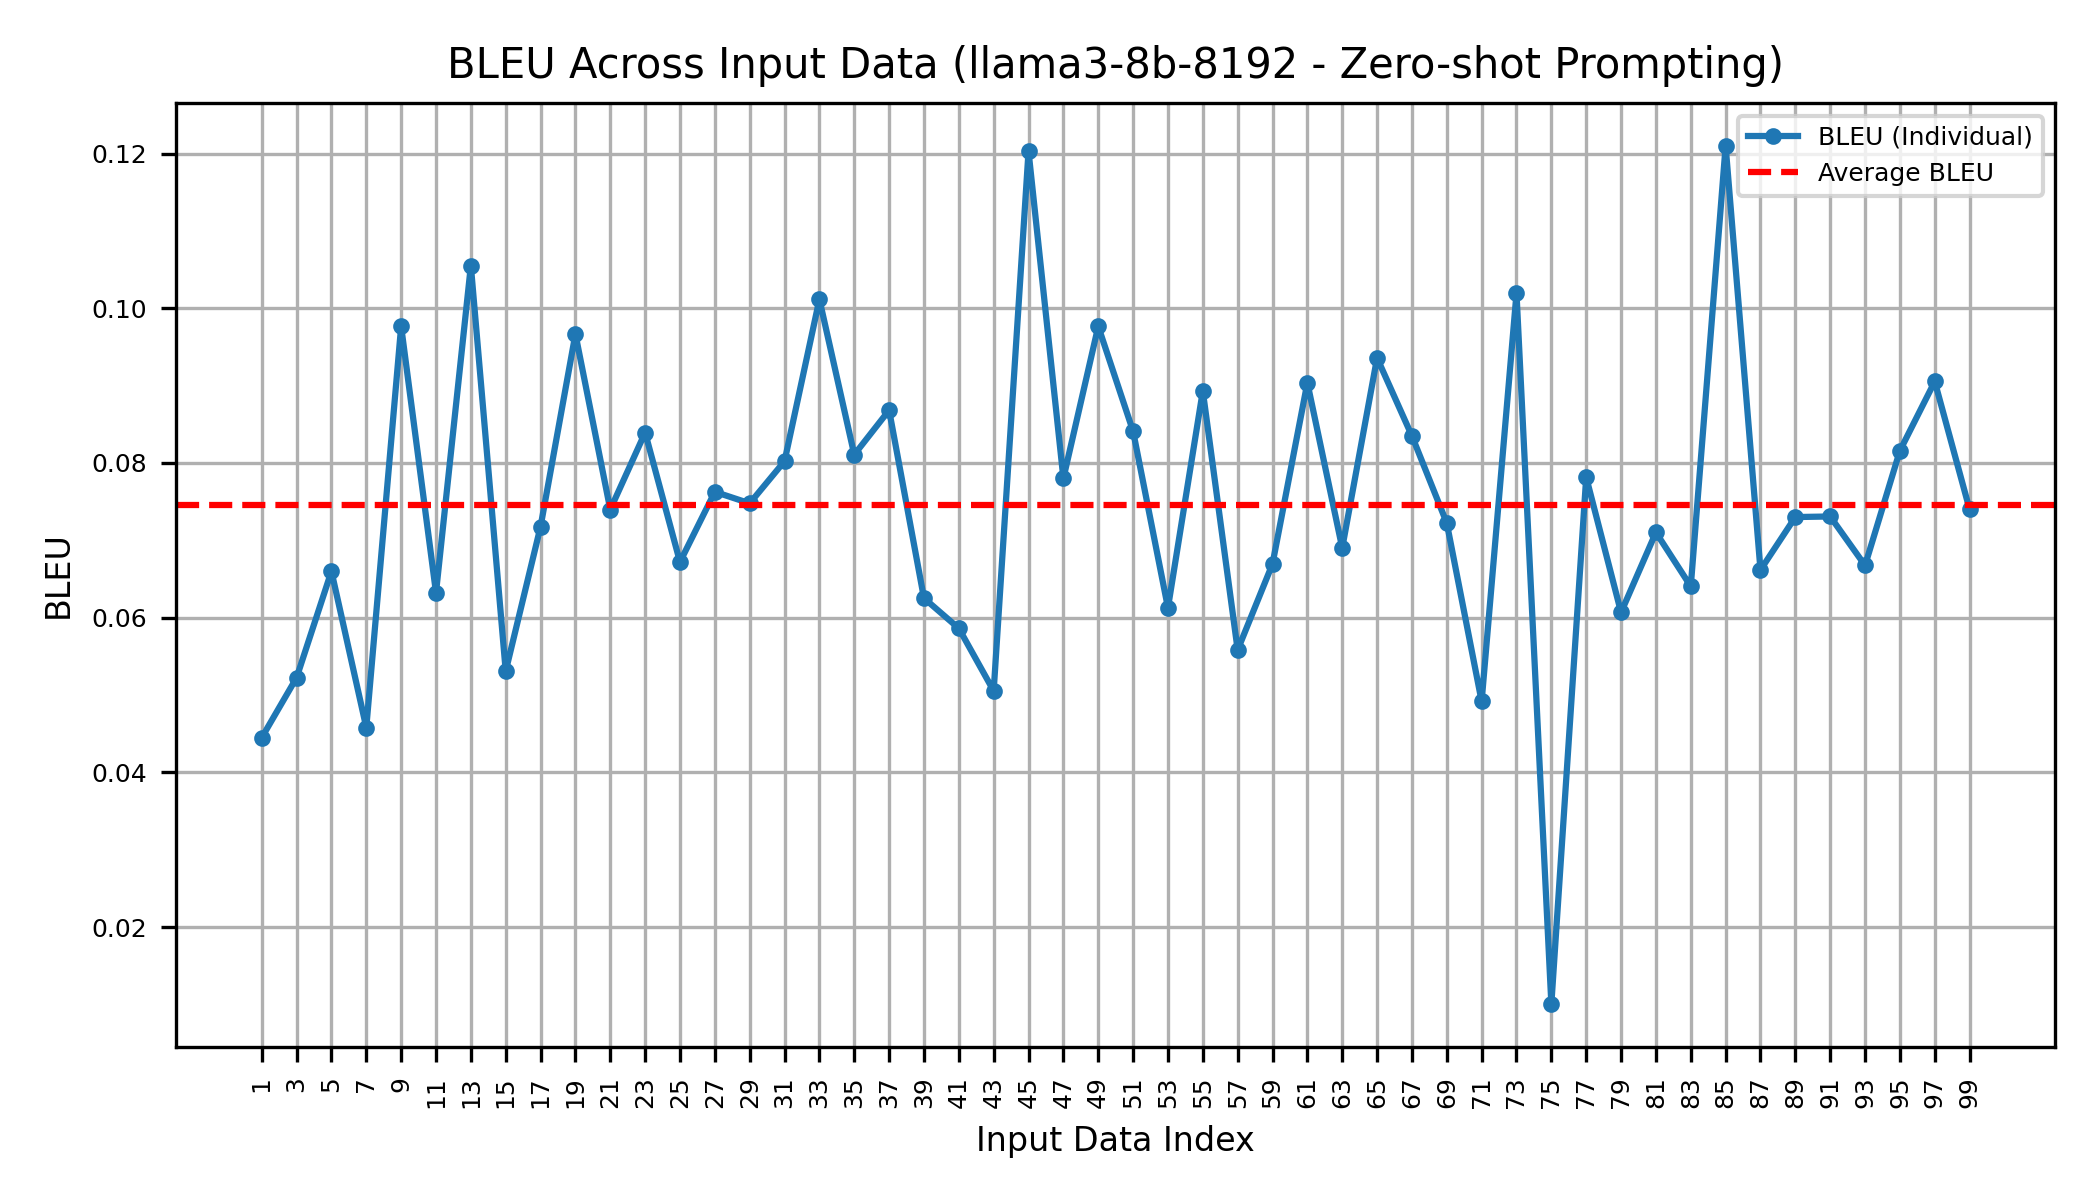 BLEU Across Input Data (llama3-8b-8192 - Zero-shot Prompting)
BLEU (Individual)
Average BLEU
0.12
0.10
0.08
0.06
0.04
0.02
BLEU
1 3 5 7 9 11 13 15 17 19 21 23 25 27 29 31 33 35 37 39 41 43 45 47 49 51 53 55 57 59 61 63 65 67 69 71 73 75 77 79 81 83 85 87 89 91 93 95 97 99
Input Data Index